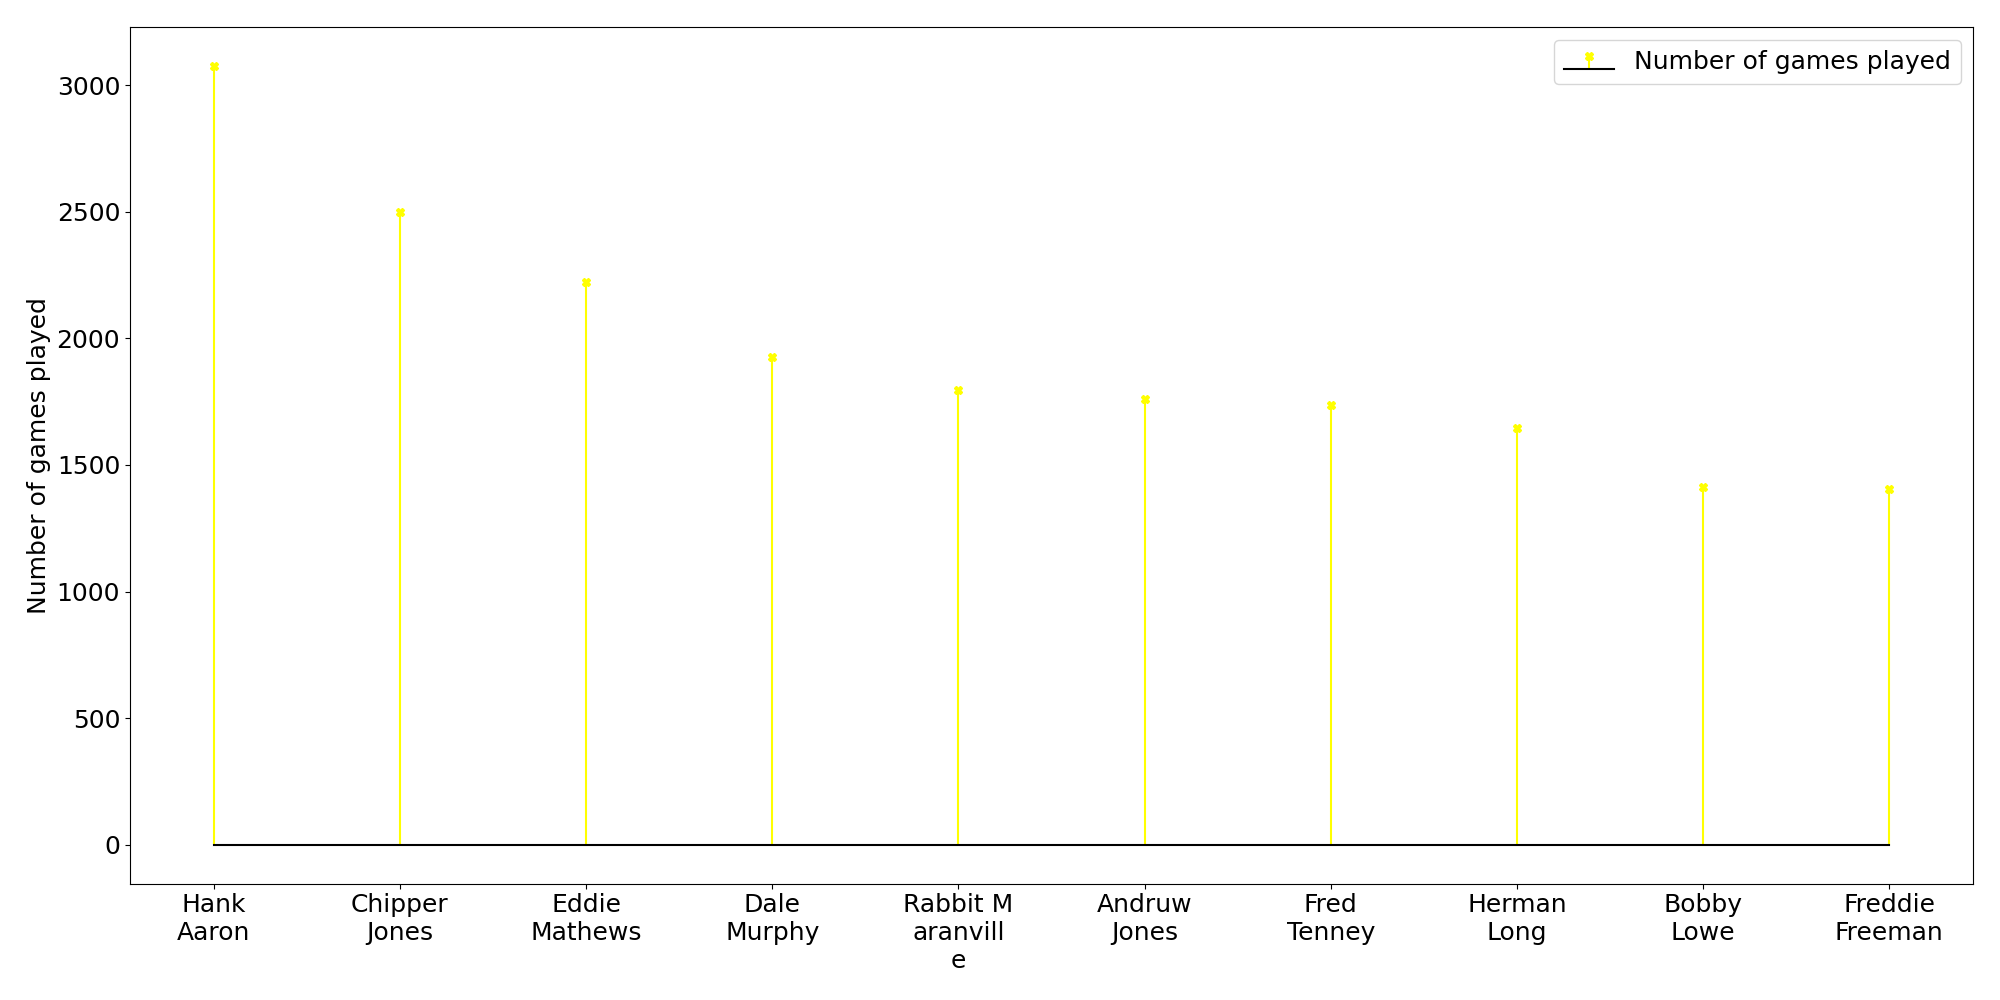 Number of games played
Number of games played
3000
2500
2000
1500
1000
500
0
Hank
Aaron
Chipper
Jones
Eddie
Mathews
Dale
Murphy
Rabbit M
aranvill
e
Andruw
Jones
Fred
Tenney
Herman
Long
Bobby
Lowe
Freddie
Freeman